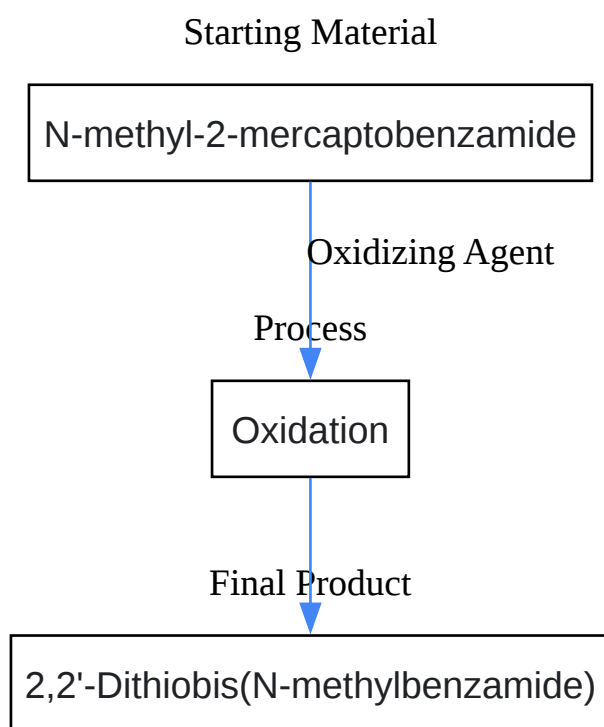 Starting Material
N-methyl-2-mercaptobenzamide
Oxidizing Agent
Process
Oxidation
Final Product
2,2'-Dithiobis(N-methylbenzamide)